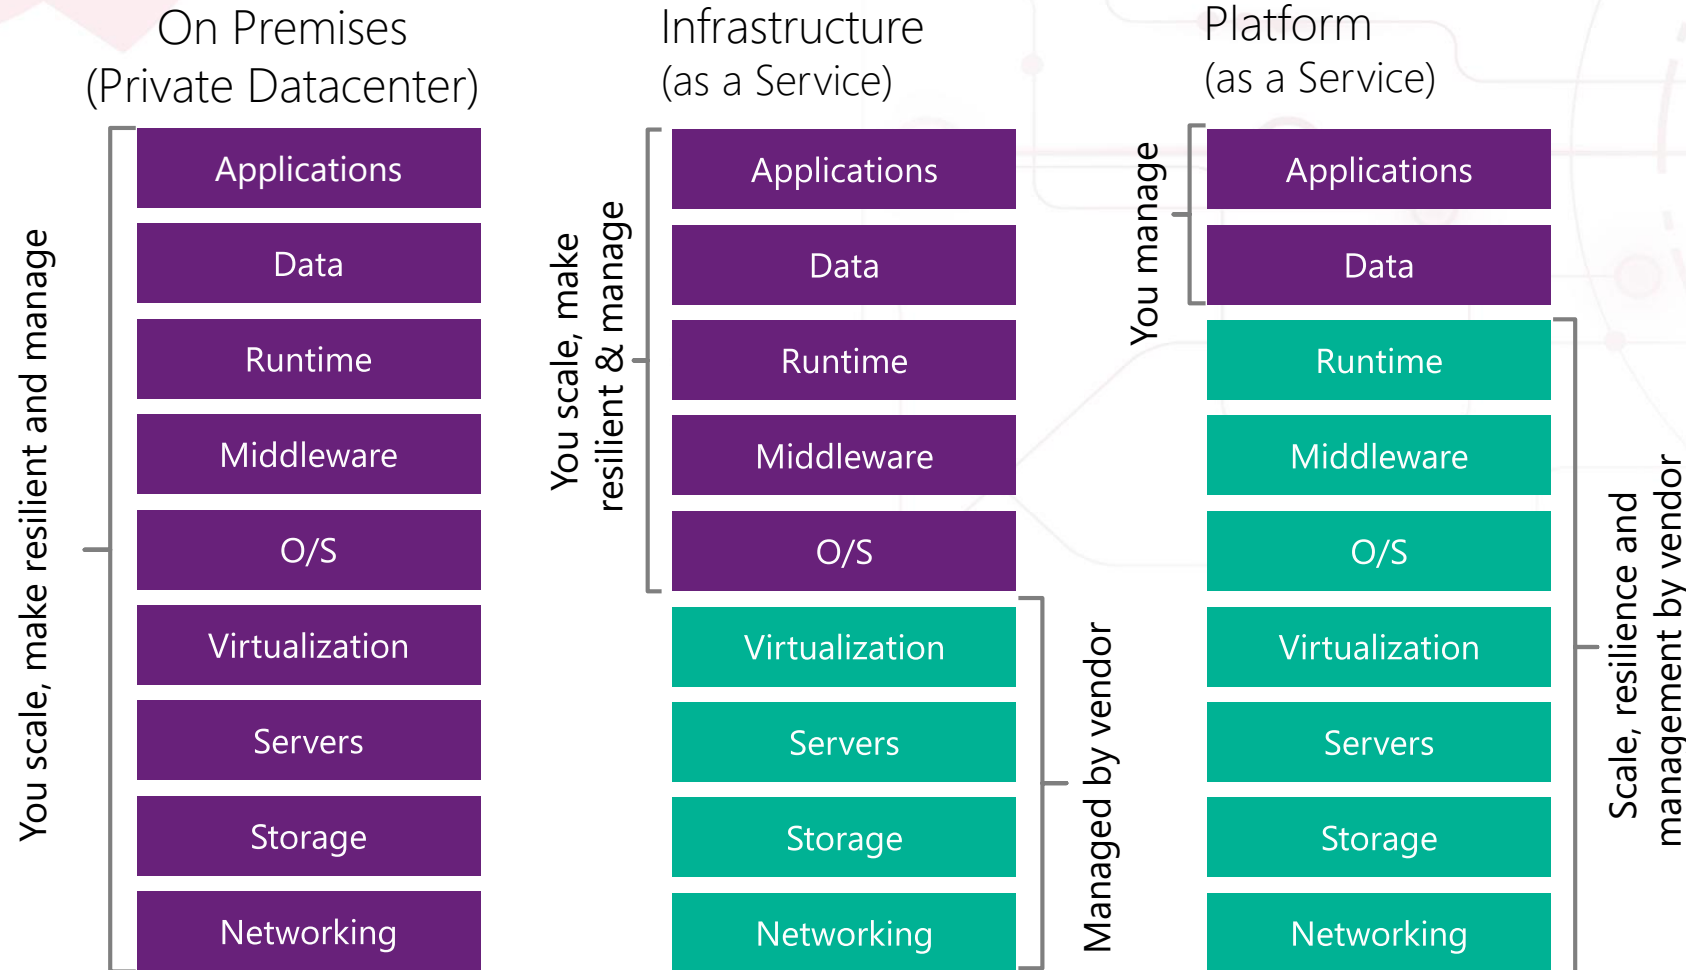 On Premises
(Private Datacenter)
You scale, make resilient and manage
Applications
Data
Runtime
Middleware
O/S
Virtualization
Servers
Storage
Networking
Infrastructure
(as a Service)
You scale, make
resilient & manage
Applications
Data
Runtime
Middleware
O/S
Virtualization
Servers
Storage
Networking
Managed by vendor
Platform
(as a Service)
You manage
Applications
Data
Runtime
Middleware
O/S
Virtualization
Servers
Storage
Networking
Scale, resilience and
management by vendor